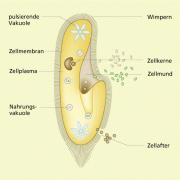 pulsierende
Vakuole
Wimpern
Zellmembran
Zellkerne
Zellplasma
Zellmund
Nahrungs-
vakuole
Zellafter